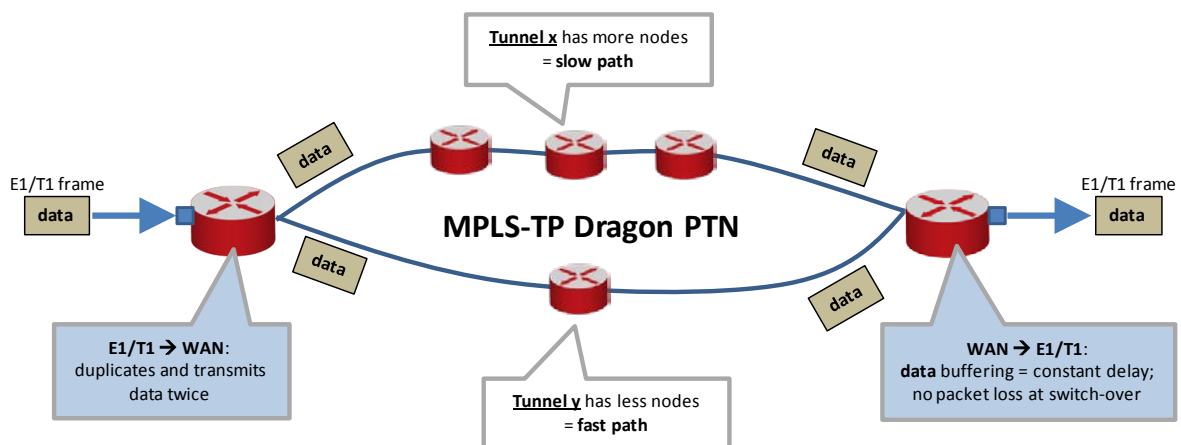 Tunnel x has more nodes
= slow path
data
data
E1/T1 frame
data
E1/T1 frame
data
MPLS-TP Dragon PTN
data
data
E1/T1 → WAN:
duplicates and transmits
data twice
WAN → E1/T1:
data buffering = constant delay;
no packet loss at switch-over
Tunnel y has less nodes
= fast path